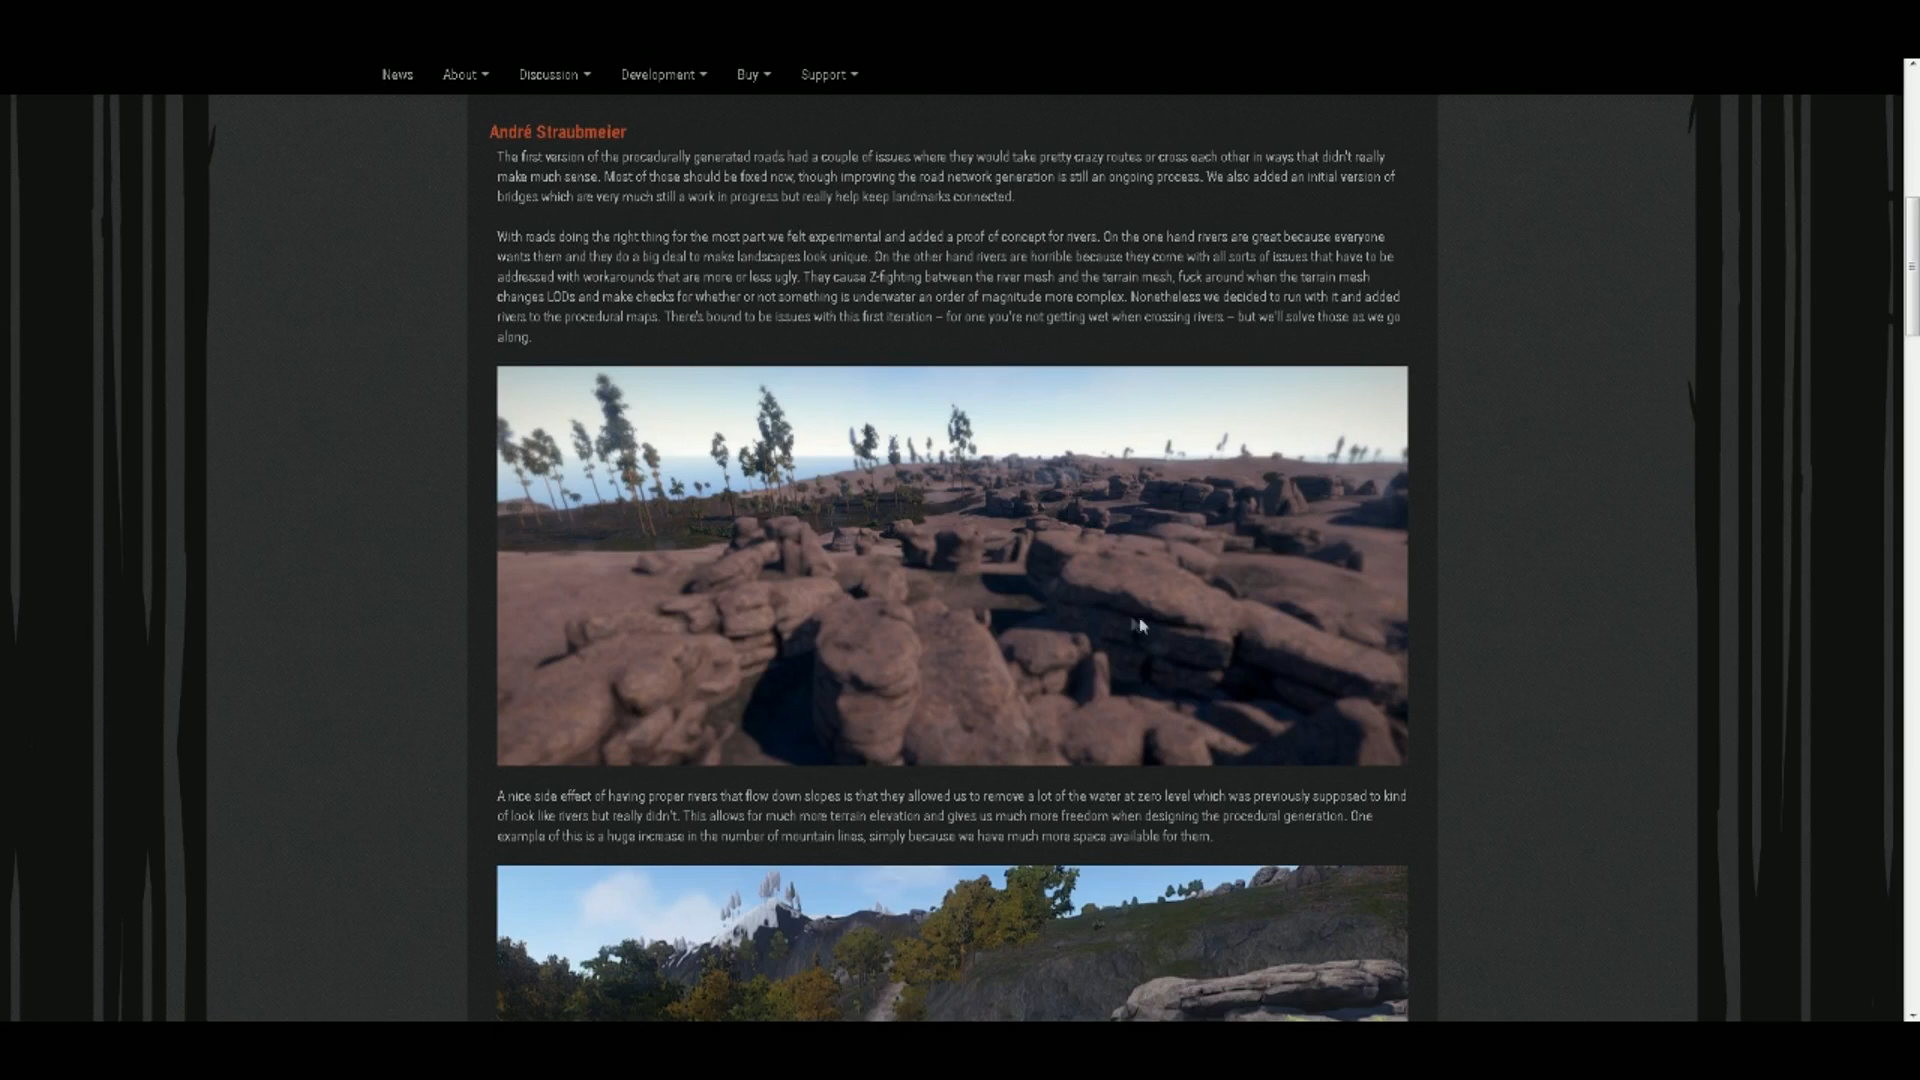 News About Discussion Development Buy Support
André Straubmeier
The first version of the procedurally generated roads had a couple of issues where they would take pretty crazy routes or cross each other in ways that didn't really
make much sense. Most of those should be fixed now, though improving the road network generation is still an ongoing process. We also added an initial version of
bridges which are very much still a work in progress but really help keep landmarks connected.
With roads doing the right thing for the most part we felt experimental and added a proof of concept for rivers. On the one hand rivers are great because everyone
wants them and they do a big deal to make landscapes look unique. On the other hand rivers are horrible because they come with all sorts of issues that have to be
addressed with workarounds that are more or less ugly. They cause Z-fighting between the river mesh and the terrain mesh, fuck around when the terrain mesh
changes LODs and make checks for whether or not something is underwater an order of magnitude more complex. Nonetheless we decided to run with it and added
rivers to the procedural maps. There's bound to be issues with this first iteration – for one you're not getting wet when crossing rivers – but we'll solve those as we go
along.
A nice side effect of having proper rivers that flow down slopes is that they allowed us to remove a lot of the water at zero level which was previously supposed to kind
of look like rivers but really didn't. This allows for much more terrain elevation and gives us much more freedom when designing the procedural generation. One
example of this is a huge increase in the number of mountain lines, simply because we have much more space available for them.